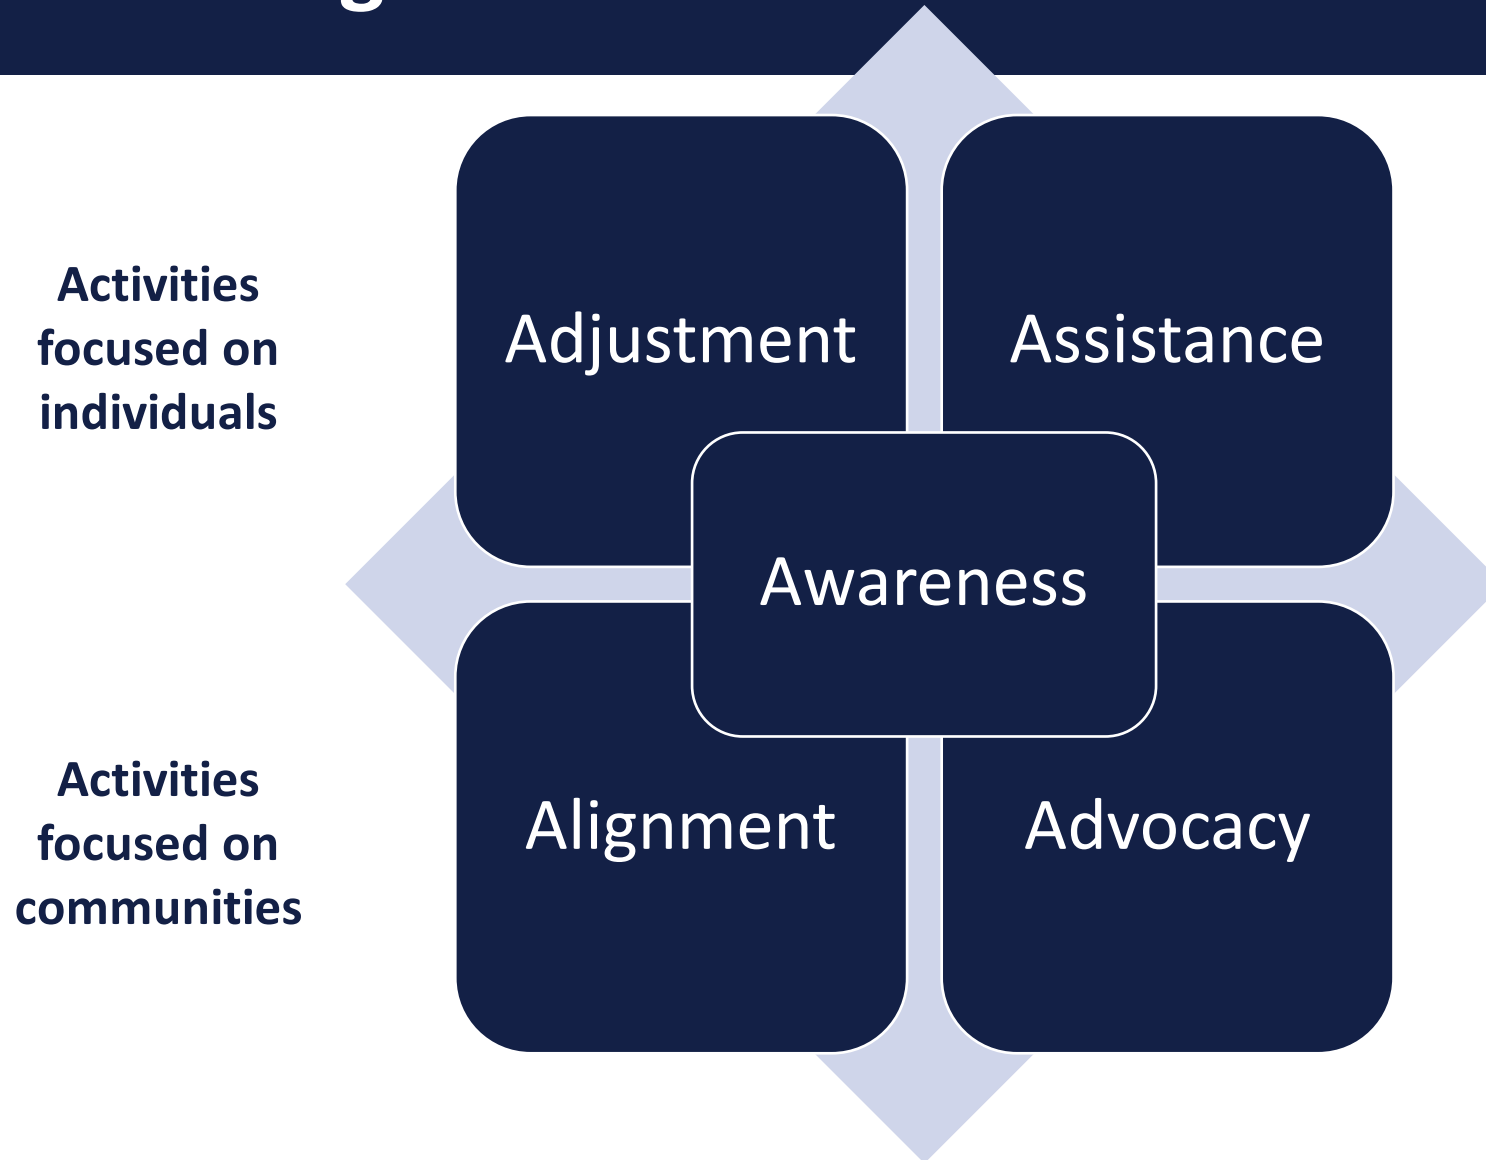 Activities
focused on
individuals
Adjustment
Assistance
Awareness
Activities
focused on
communities
Alignment
Advocacy